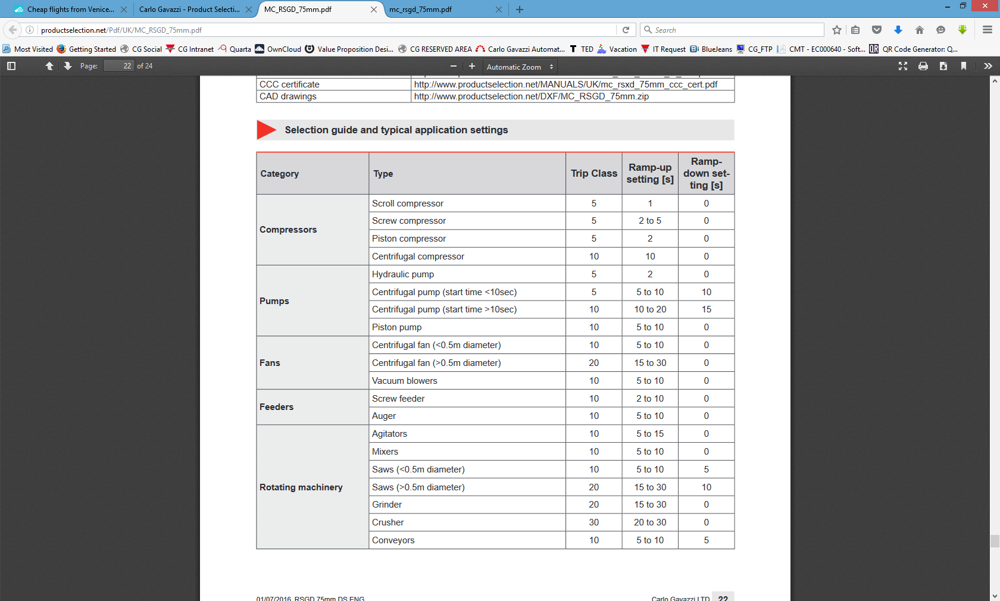 Cheap flights from Venice...
Carlo Gavazzi - Product Selecti...
MC_RSGD_75mm.pdf
mc_rsgd_75mm.pdf
productselection.net/Pdf/UK/MC_RSGD_75mm.pdf
Search
Most Visited Getting Started CG Social CG Intranet Quarta OwnCloud Value Proposition Desi... CG RESERVED AREA Carlo Gavazzi Automat... T TED Vacation IT Request BlueJeans CG_FTP CMT - EC000640 - Soft... QR QR Code Generator: Q...
Page: 22 of 24
Automatic Zoom
CCC certificate http://www.productselection.net/MANUALS/UK/mc_rsxd_75mm_ccc_cert.pdf
CAD drawings http://www.productselection.net/DXF/MC_RSGD_75mm.zip
Selection guide and typical application settings
Category Type Trip Class Ramp-up setting [s] Ramp-down set-ting [s]
Compressors
Scroll compressor 5 1 0
Screw compressor 5 2 to 5 0
Piston compressor 5 2 0
Centrifugal compressor 10 10 0
Pumps
Hydraulic pump 5 2 0
Centrifugal pump (start time <10sec) 5 5 to 10 10
Centrifugal pump (start time >10sec) 10 10 to 20 15
Piston pump 10 5 to 10 0
Fans
Centrifugal fan (<0.5m diameter) 10 5 to 10 0
Centrifugal fan (>0.5m diameter) 20 15 to 30 0
Vacuum blowers 10 5 to 10 0
Feeders
Screw feeder 10 2 to 10 0
Auger 10 5 to 10 0
Rotating machinery
Agitators 10 5 to 15 0
Mixers 10 5 to 10 0
Saws (<0.5m diameter) 10 5 to 10 5
Saws (>0.5m diameter) 20 15 to 30 10
Grinder 20 15 to 30 0
Crusher 30 20 to 30 0
Conveyors 10 5 to 10 5
01/07/2016 RSGD 75mm DS ENG
Carlo Gavazzi LTD 22